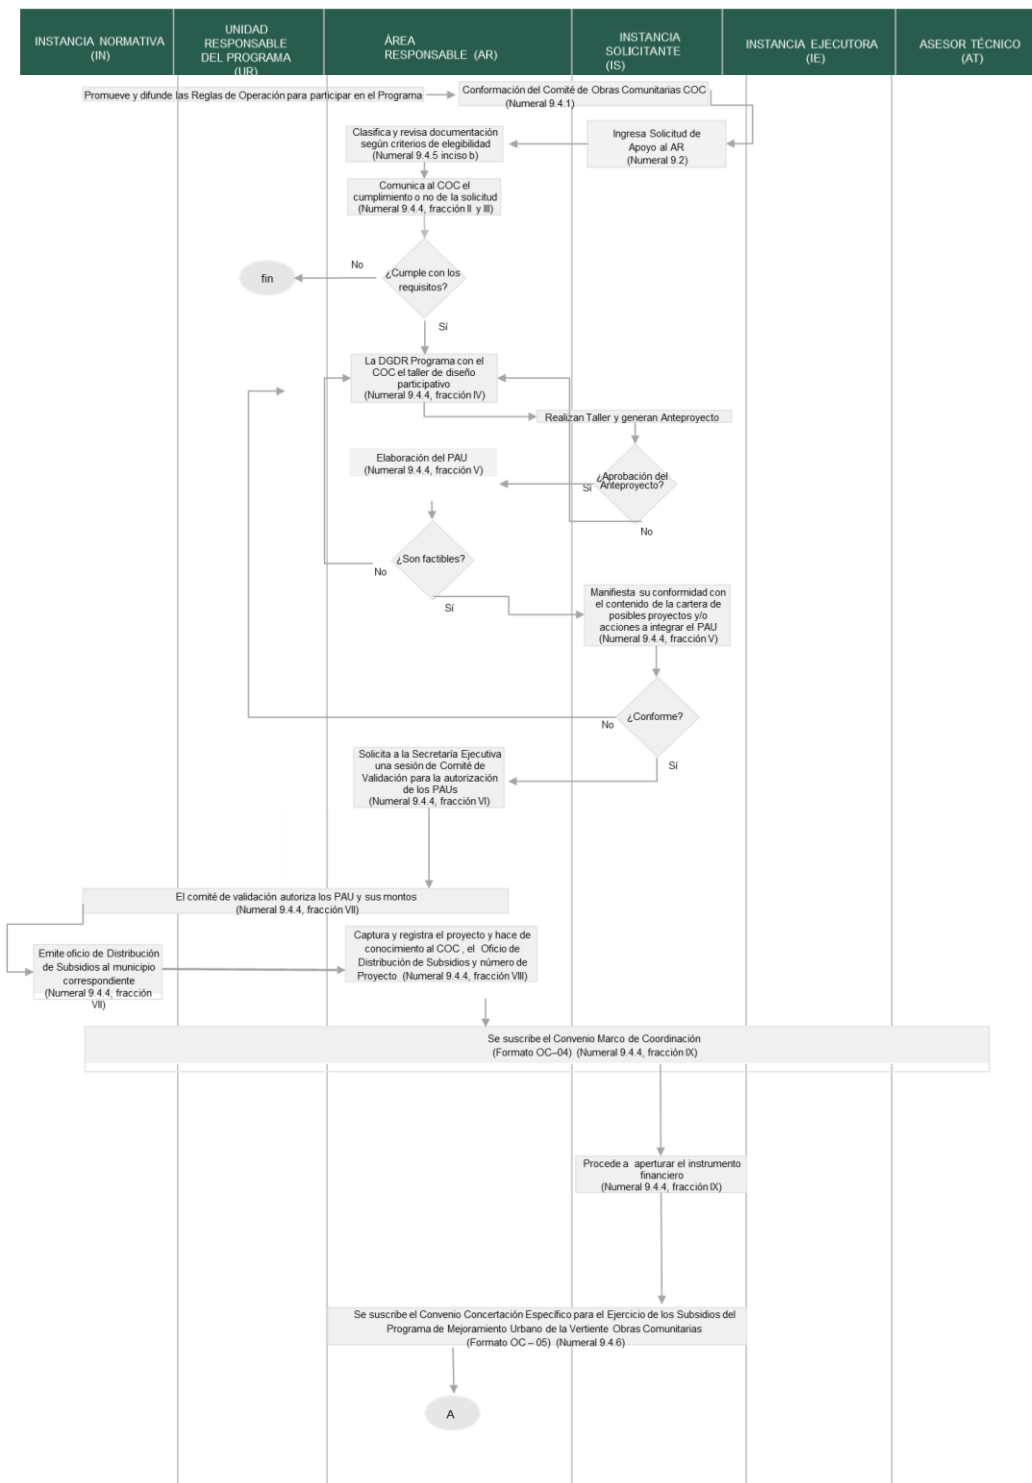 INSTANCIA NORMATIVA
(IN)
UNIDAD
RESPONSABLE
DEL PROGRAMA
(UR)
ÁREA
RESPONSABLE (AR)
INSTANCIA
SOLICITANTE
(IS)
INSTANCIA EJECUTORA
(IE)
ASESOR TÉCNICO
(AT)
Promueve y difunde las Reglas de Operación para participar en el Programa
Conformación del Comité de Obras Comunitarias COC
(Numeral 9.4.1)
Ingresa Solicitud de
Apoyo al AR
(Numeral 9.2)
Clasifica y revisa documentación
según criterios de elegibilidad
(Numeral 9.4.5 inciso b)
Comunica al COC el
cumplimiento o no de la solicitud
(Numeral 9.4.4, fracción II y III)
¿Cumple con los
requisitos?
No
fin
Sí
La DGDR Programa con el
COC el taller de diseño
participativo
(Numeral 9.4.4, fracción IV)
Realizan Taller y generan Anteproyecto
¿Aprobación del
Anteproyecto?
Sí
No
Elaboración del PAU
(Numeral 9.4.4, fracción V)
¿Son factibles?
No
Sí
Manifiesta su conformidad con
el contenido de la cartera de
posibles proyectos y/o
acciones a integrar el PAU
(Numeral 9.4.4, fracción V)
¿Conforme?
No
Sí
Solicita a la Secretaría Ejecutiva
una sesión de Comité de
Validación para la autorización
de los PAUs
(Numeral 9.4.4, fracción VI)
El comité de validación autoriza los PAU y sus montos
(Numeral 9.4.4, fracción VII)
Emite oficio de Distribución
de Subsidios al municipio
correspondiente
(Numeral 9.4.4, fracción
VII)
Captura y registra el proyecto y hace de
conocimiento al COC , el Oficio de
Distribución de Subsidios y número de
Proyecto (Numeral 9.4.4, fracción VIII)
Se suscribe el Convenio Marco de Coordinación
(Formato OC–04) (Numeral 9.4.4, fracción IX)
Procede a aperturar el instrumento
financiero
(Numeral 9.4.4, fracción IX)
Se suscribe el Convenio Concertación Específico para el Ejercicio de los Subsidios del
Programa de Mejoramiento Urbano de la Vertiente Obras Comunitarias
(Formato OC – 05) (Numeral 9.4.6)
A